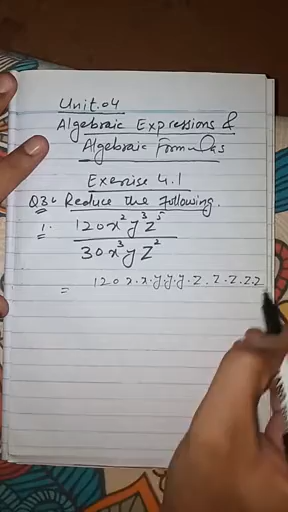 Unit.04
Algebraic Expressions &
Algebraic Formulas
Exercise 4.1
Q3: Reduce the following.
1. 120x²y³z⁵
30x³yz²
= 120 x.x.y.y.y.z.z.z.z.z